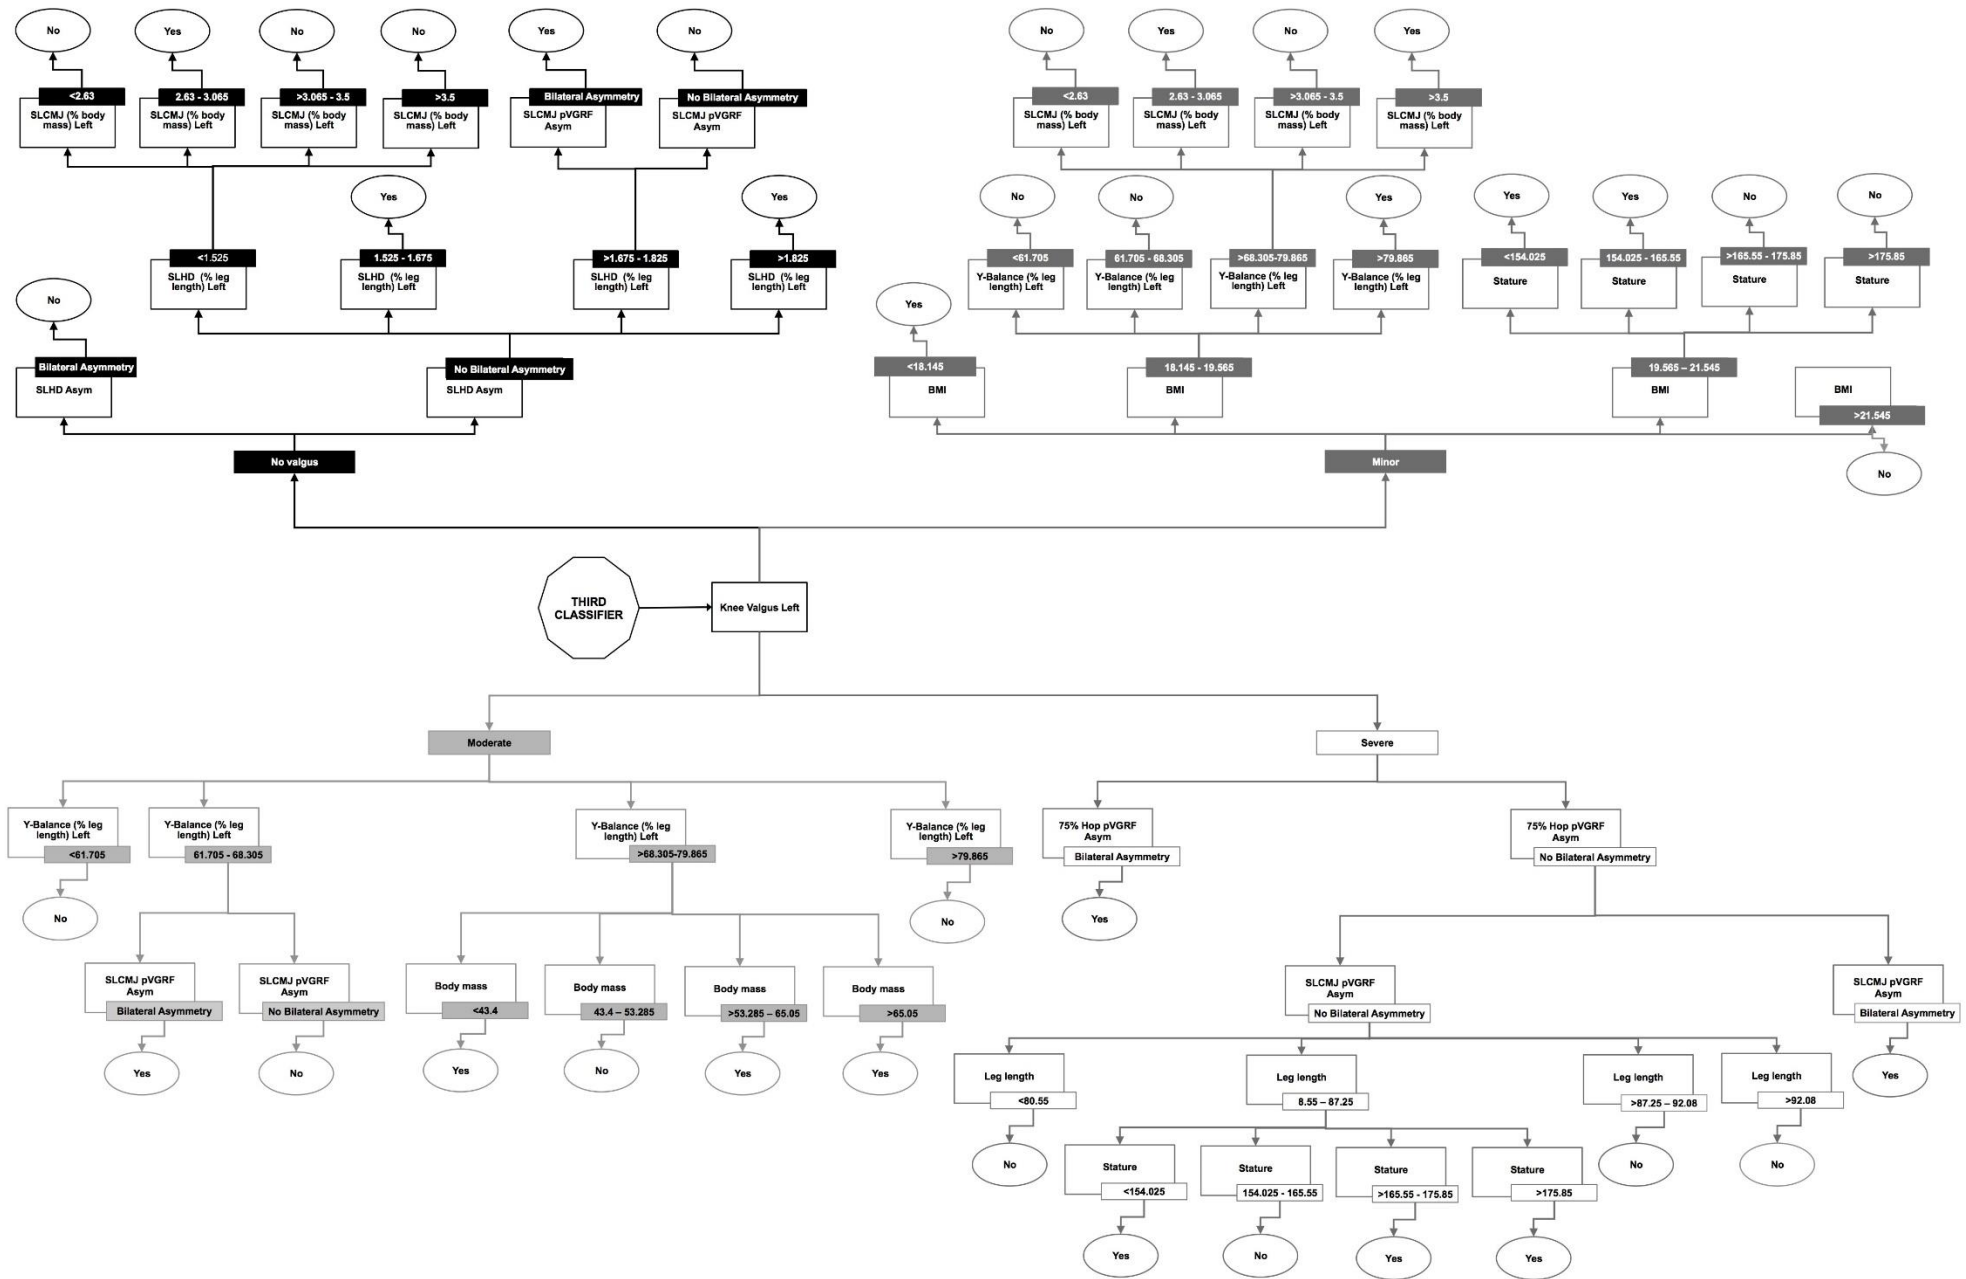 No
Yes
No
No
Yes
No
No
Yes
No
Yes
<2.63
2.63 - 3.065
>3.065 - 3.5
>3.5
Bilateral Asymmetry
No Bilateral Asymmetry
<2.63
2.63 - 3.065
>3.065 - 3.5
>3.5
SLCMJ (% body
mass) Left
SLCMJ (% body
mass) Left
SLCMJ (% body
mass) Left
SLCMJ (% body
mass) Left
SLCMJ pVGRF
Asym
SLCMJ pVGRF
Asym
SLCMJ (% body
mass) Left
SLCMJ (% body
mass) Left
SLCMJ (% body
mass) Left
SLCMJ (% body
mass) Left
Yes
Yes
No
No
Yes
Yes
Yes
No
No
<1.525
1.525 - 1.675
>1.675 - 1.825
>1.825
<61.705
61.705 - 68.305
>68.305-79.865
>79.865
<154.025
154.025 - 165.55
>165.55 - 175.85
>175.85
SLHD (% leg
length) Left
SLHD (% leg
length) Left
SLHD (% leg
length) Left
SLHD (% leg
length) Left
Y-Balance (% leg
length) Left
Y-Balance (% leg
length) Left
Y-Balance (% leg
length) Left
Y-Balance (% leg
length) Left
Stature
Stature
Stature
Stature
No
Yes
Bilateral Asymmetry
SLHD Asym
No Bilateral Asymmetry
SLHD Asym
<18.145
BMI
18.145 - 19.565
BMI
19.565 – 21.545
BMI
BMI
>21.545
No valgus
Minor
No
THIRD
CLASSIFIER
Knee Valgus Left
Moderate
Severe
Y-Balance (% leg
length) Left
<61.705
Y-Balance (% leg
length) Left
61.705 - 68.305
Y-Balance (% leg
length) Left
>68.305-79.865
Y-Balance (% leg
length) Left
>79.865
75% Hop pVGRF
Asym
Bilateral Asymmetry
75% Hop pVGRF
Asym
No Bilateral Asymmetry
No
No
Yes
SLCMJ pVGRF
Asym
Bilateral Asymmetry
SLCMJ pVGRF
Asym
No Bilateral Asymmetry
Body mass
<43.4
Body mass
43.4 – 53.285
Body mass
>53.285 – 65.05
Body mass
>65.05
SLCMJ pVGRF
Asym
No Bilateral Asymmetry
SLCMJ pVGRF
Asym
Bilateral Asymmetry
Yes
No
Yes
No
Yes
Yes
Yes
Leg length
<80.55
Leg length
8.55 – 87.25
Leg length
>87.25 – 92.08
Leg length
>92.08
No
No
No
Stature
<154.025
Stature
154.025 - 165.55
Stature
>165.55 - 175.85
Stature
>175.85
Yes
No
Yes
Yes